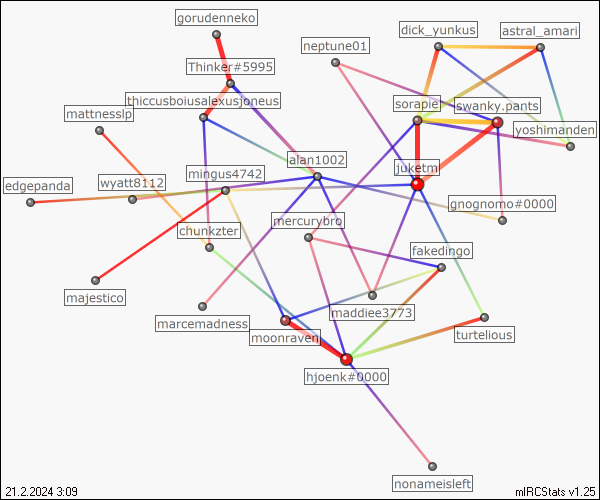 gorudenneko
dick_yunkus
astral_amari
neptune01
Thinker#5995
thiccusboiusalexusjoneus
sorapie
swanky.pants
mattnesslp
yoshimanden
alan1002
juketm
mingus4742
edgepanda
wyatt8112
gnognomo#0000
mercurybro
chunkzter
fakedingo
majestico
maddiee3773
marcemadness
moonraven
turtelious
hjoenk#0000
nonameisleft
21.2.2024 3:09
mIRCStats v1.25